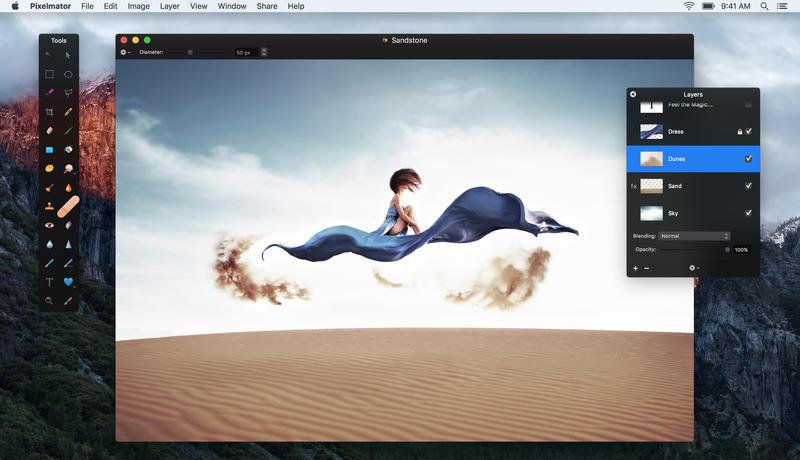 Pixelmator File Edit Image Layer View Window Share Help 9:41 AM
Tools
Sandstone
Diameter: 50 px
Layers
Feel the Magic...
Dress
Dunes
fx Sand
Sky
Blending: Normal
Opacity: 100%
T